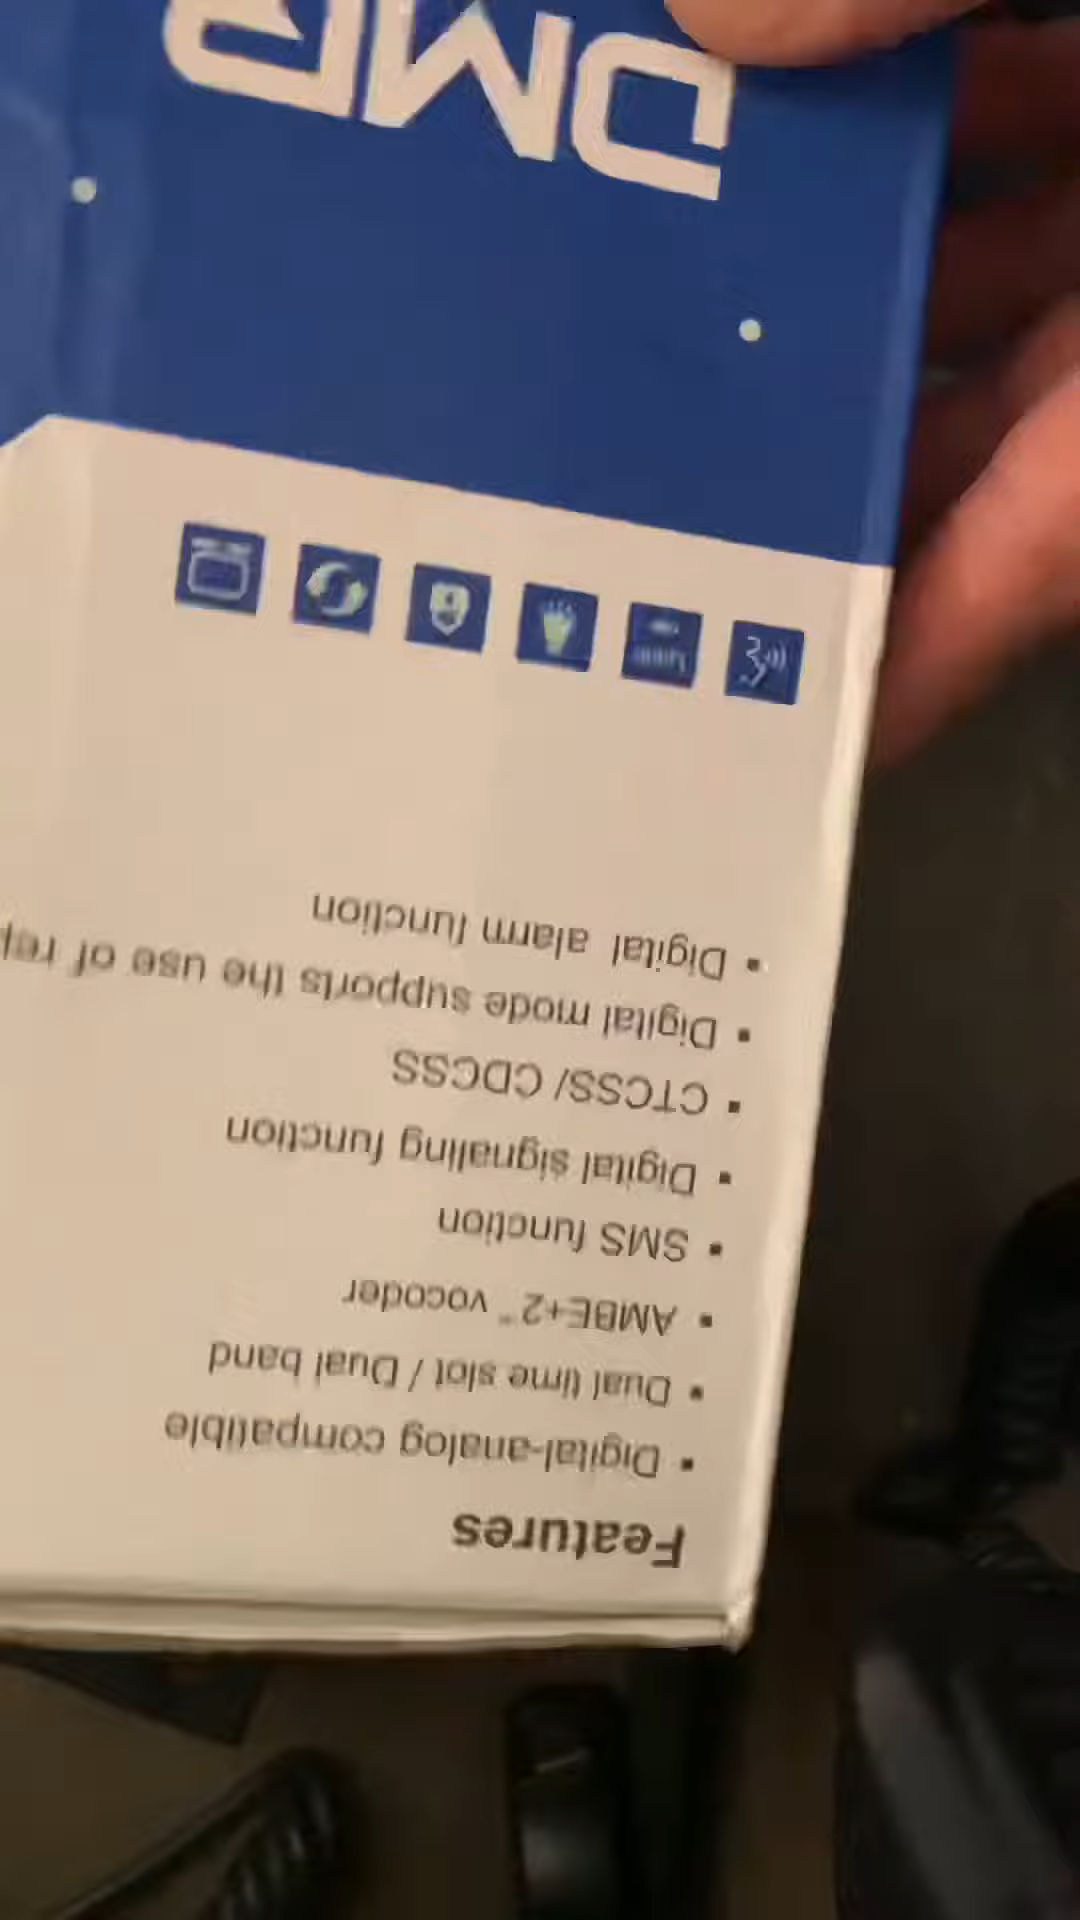 Features
• Digital-analog compatible
• Dual time slot / Dual band
• AMBE+2™ vocoder
• SMS function
• Digital signaling function
• CTCSS/ CDCSS
• Digital mode supports the use of rep
• Digital alarm function
DMR